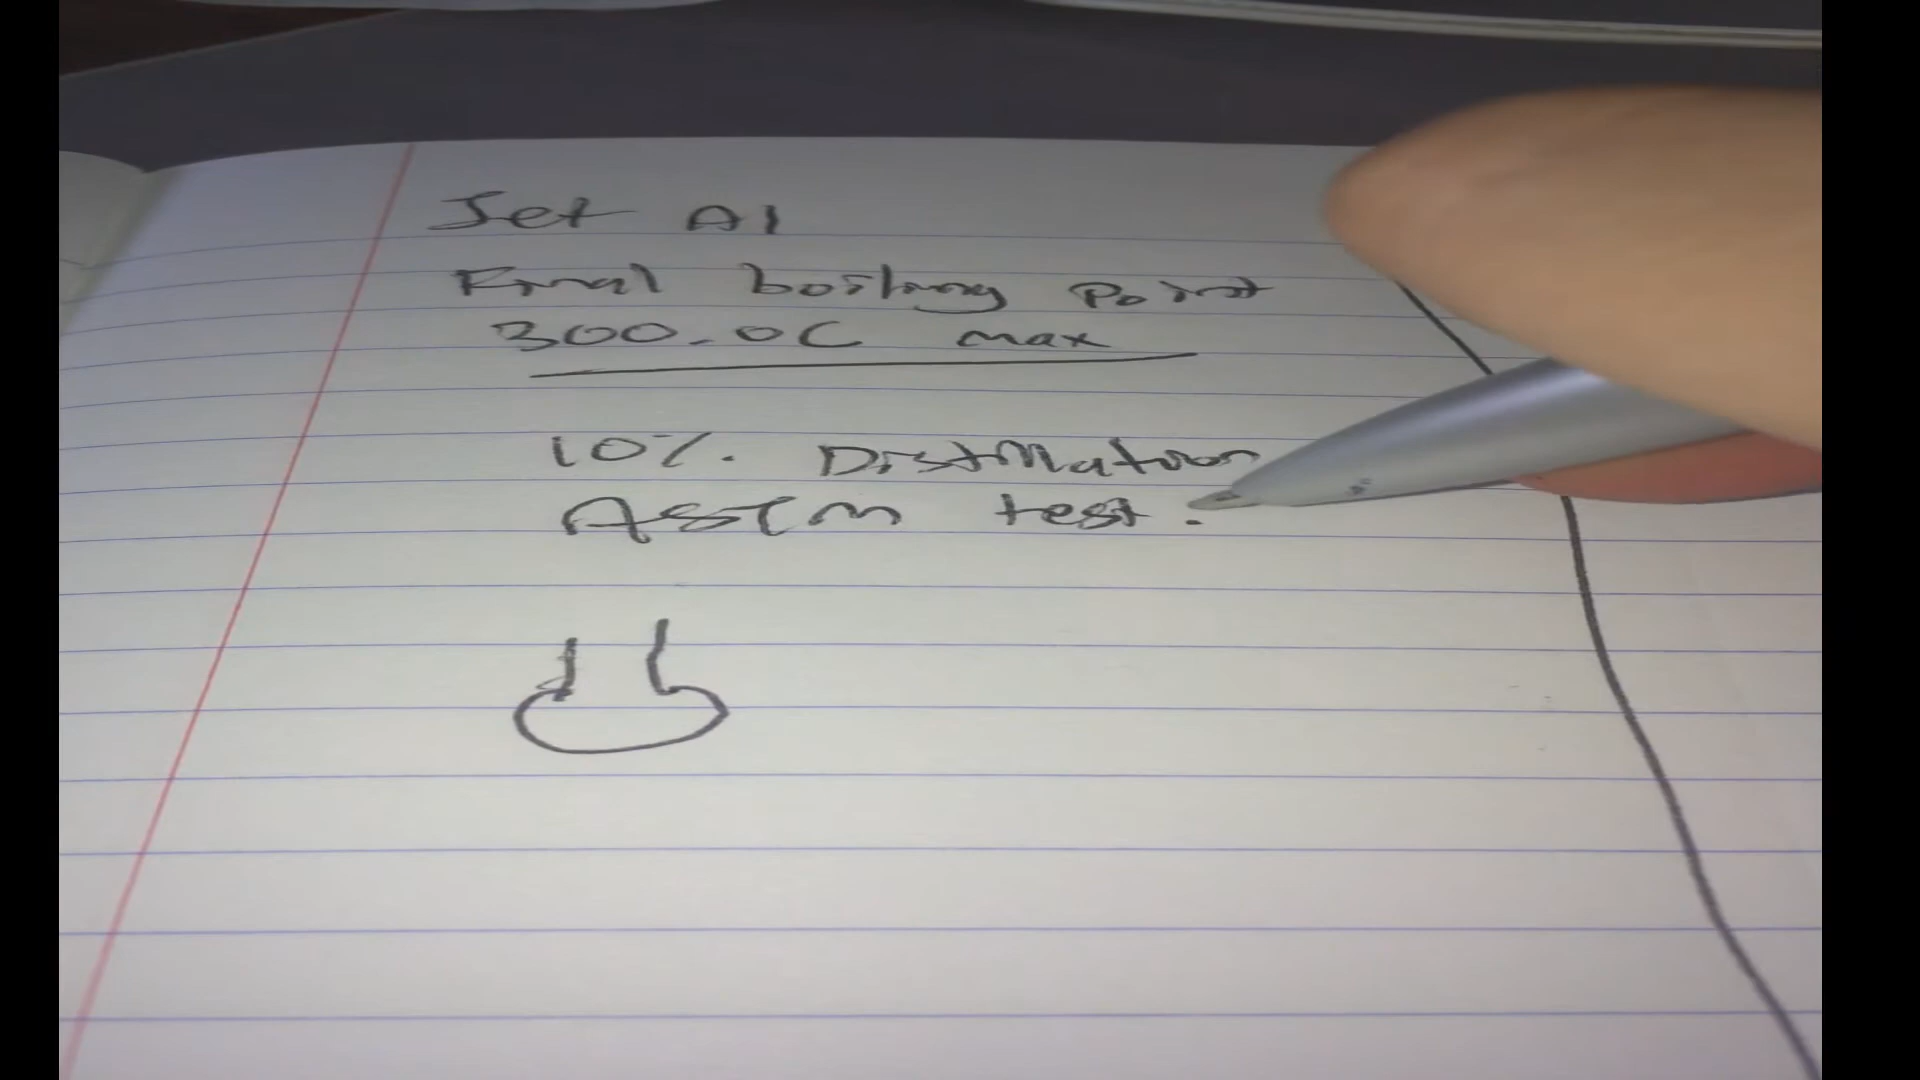 Jet A1
Final boiling Point
300.0C max
10%. Distillation
ASTM test.